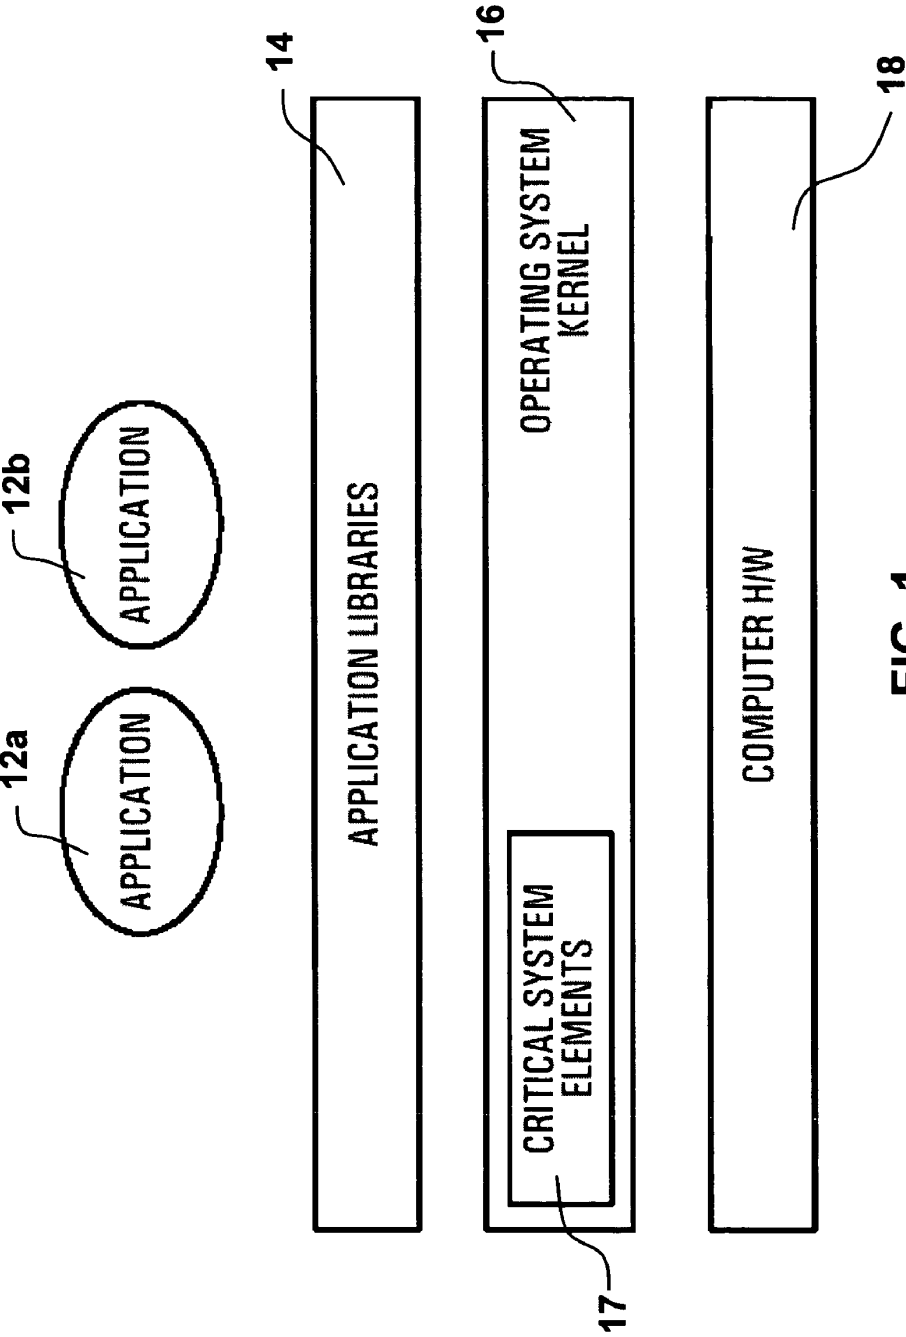 12a
12b
APPLICATION
APPLICATION
14
APPLICATION LIBRARIES
16
CRITICAL SYSTEM
ELEMENTS
OPERATING SYSTEM
KERNEL
17
COMPUTER H/W
18
FIG. 1